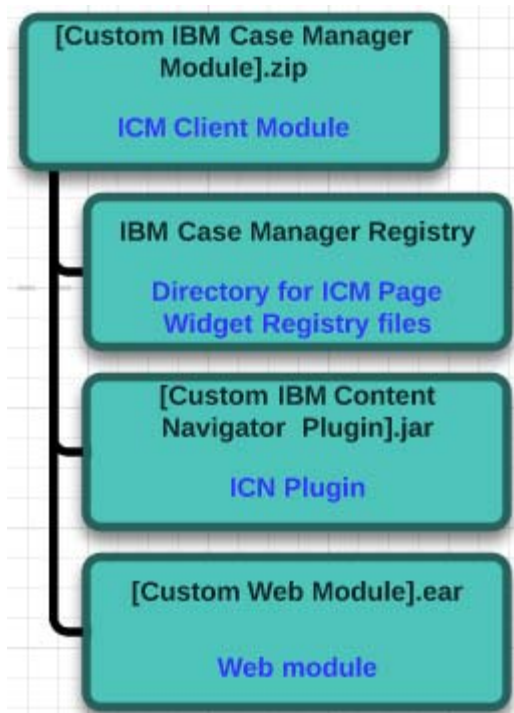 [Custom IBM Case Manager
Module].zip
ICM Client Module
IBM Case Manager Registry
Directory for ICM Page
Widget Registry files
[Custom IBM Content
Navigator Plugin].jar
ICN Plugin
[Custom Web Module].ear
Web module